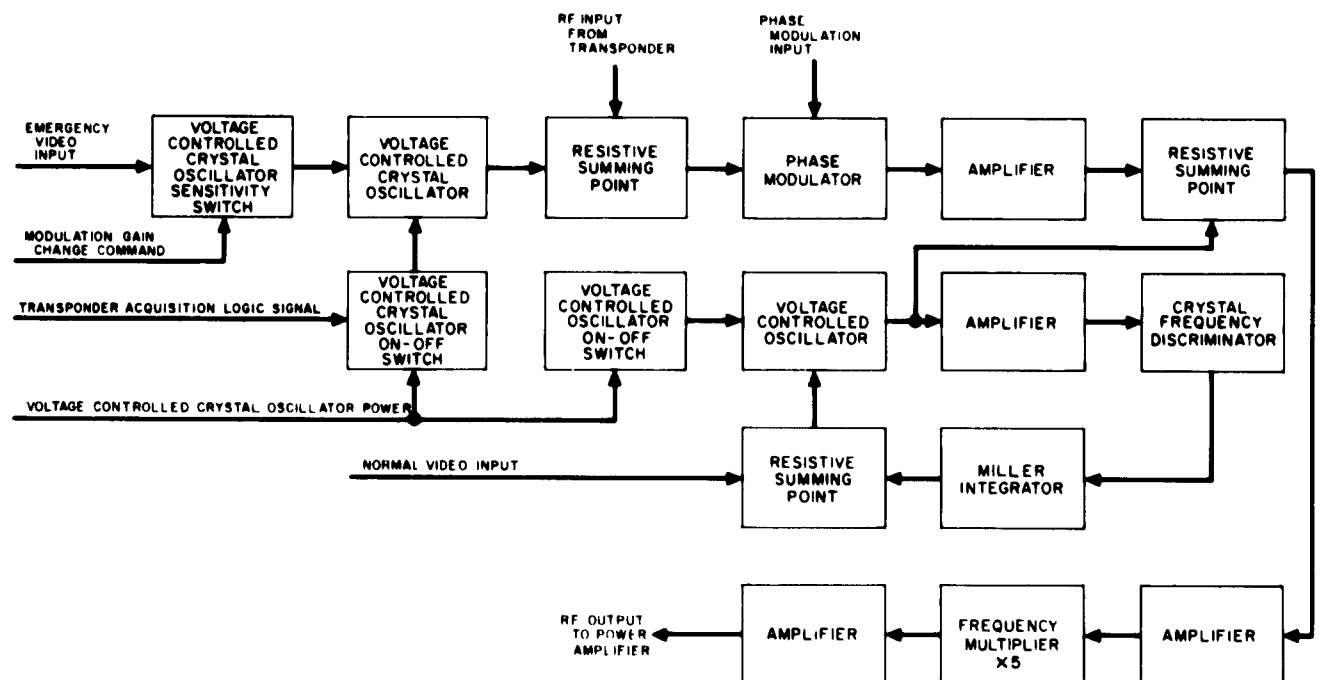 RF INPUT
FROM
TRANSPONDER
PHASE
MODULATION
INPUT
EMERGENCY
VIDEO
INPUT
VOLTAGE
CONTROLLED
CRYSTAL
OSCILLATOR
SENSITIVITY
SWITCH
VOLTAGE
CONTROLLED
CRYSTAL
OSCILLATOR
RESISTIVE
SUMMING
POINT
PHASE
MODULATOR
AMPLIFIER
RESISTIVE
SUMMING
POINT
MODULATION GAIN
CHANGE COMMAND
TRANSPONDER ACQUISITION LOGIC SIGNAL
VOLTAGE
CONTROLLED
CRYSTAL
OSCILLATOR
ON-OFF
SWITCH
VOLTAGE
CONTROLLED
OSCILLATOR
ON-OFF
SWITCH
VOLTAGE
CONTROLLED
OSCILLATOR
AMPLIFIER
CRYSTAL
FREQUENCY
DISCRIMINATOR
VOLTAGE CONTROLLED CRYSTAL OSCILLATOR POWER
NORMAL VIDEO INPUT
RESISTIVE
SUMMING
POINT
MILLER
INTEGRATOR
RF OUTPUT
TO POWER
AMPLIFIER
AMPLIFIER
FREQUENCY
MULTIPLIER
X5
AMPLIFIER